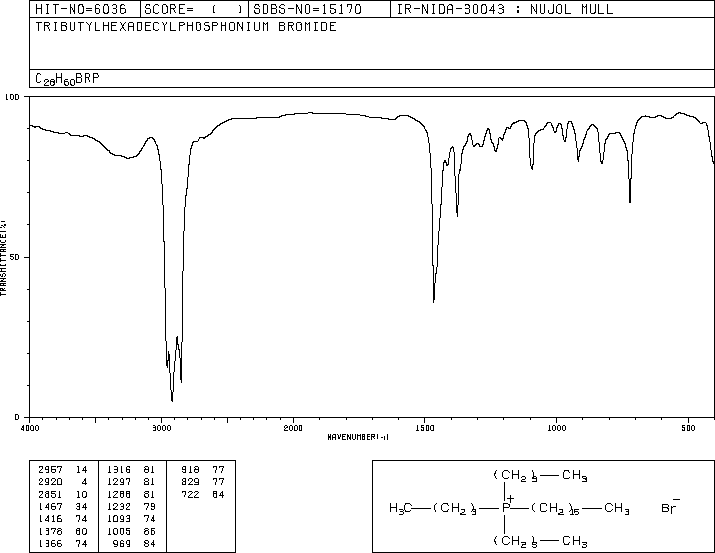 HIT-NO=6036 SCORE= ( ) SDBS-NO=15170 IR-NIDA-30043 : NUJOL MULL
TRIBUTYLHEXADECYLPHOSPHONIUM BROMIDE
C28H60BRP
100
50
0
TRANSMITTANCE(%)
4000 3000 2000 1500 1000 500
WAVENUMBER(-1)
2957 14 1316 81 918 77
2920 4 1297 81 829 77
2851 10 1288 81 722 64
1467 34 1232 79
1416 74 1093 74
1378 60 1005 86
1366 74 969 84
(CH2)3—CH3
H3C—(CH2)3—P+—(CH2)15—CH3 Br−
(CH2)3—CH3